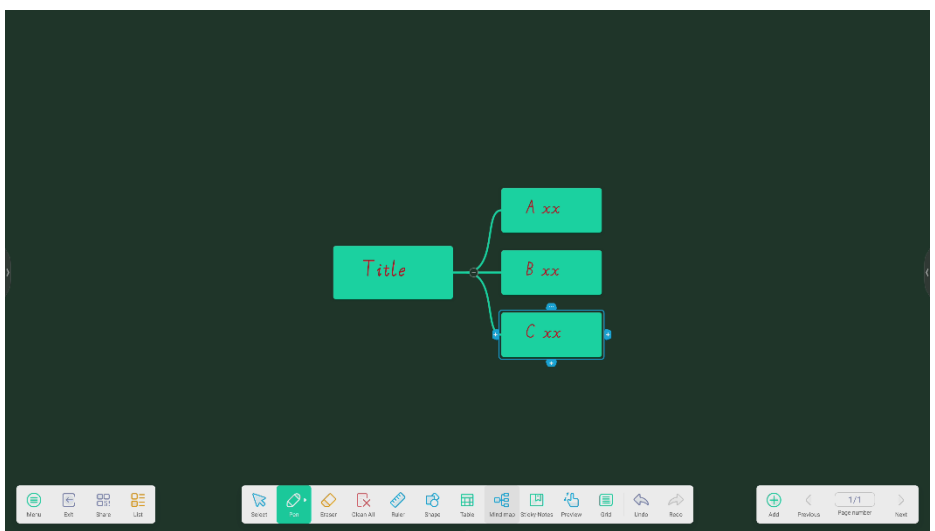 A xx
Title
B xx
C xx
Menu
Exit
Share
List
Select
Pen
Eraser
Clean All
Ruler
Shape
Table
Mind map
Sticky Notes
Preview
Grid
Undo
Redo
Add
Previous
1/1
Page number
Next